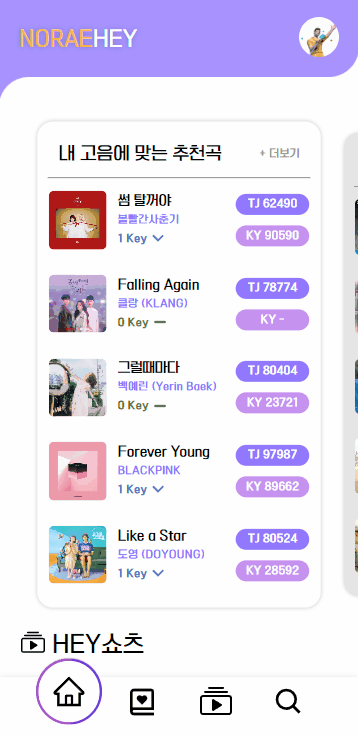 NORAEHEY
내 고음에 맞는 추천곡
+ 더보기
썸 탈꺼야
TJ 62490
볼빨간사춘기
1 Key
KY 90590
Falling Again
TJ 78774
클랑 (KLANG)
0 Key
KY -
그럴때마다
TJ 80404
백예린 (Yerin Baek)
0 Key
KY 23721
Forever Young
TJ 97987
BLACKPINK
1 Key
KY 89662
Like a Star
TJ 80524
도영 (DOYOUNG)
1 Key
KY 28592
HEY쇼츠